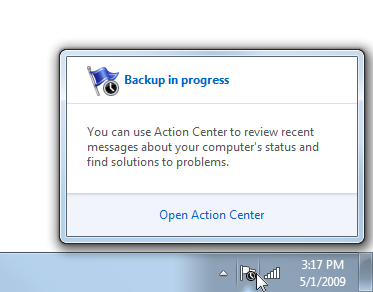 Backup in progress
You can use Action Center to review recent
messages about your computer's status and
find solutions to problems.
Open Action Center
3:17 PM
5/1/2009